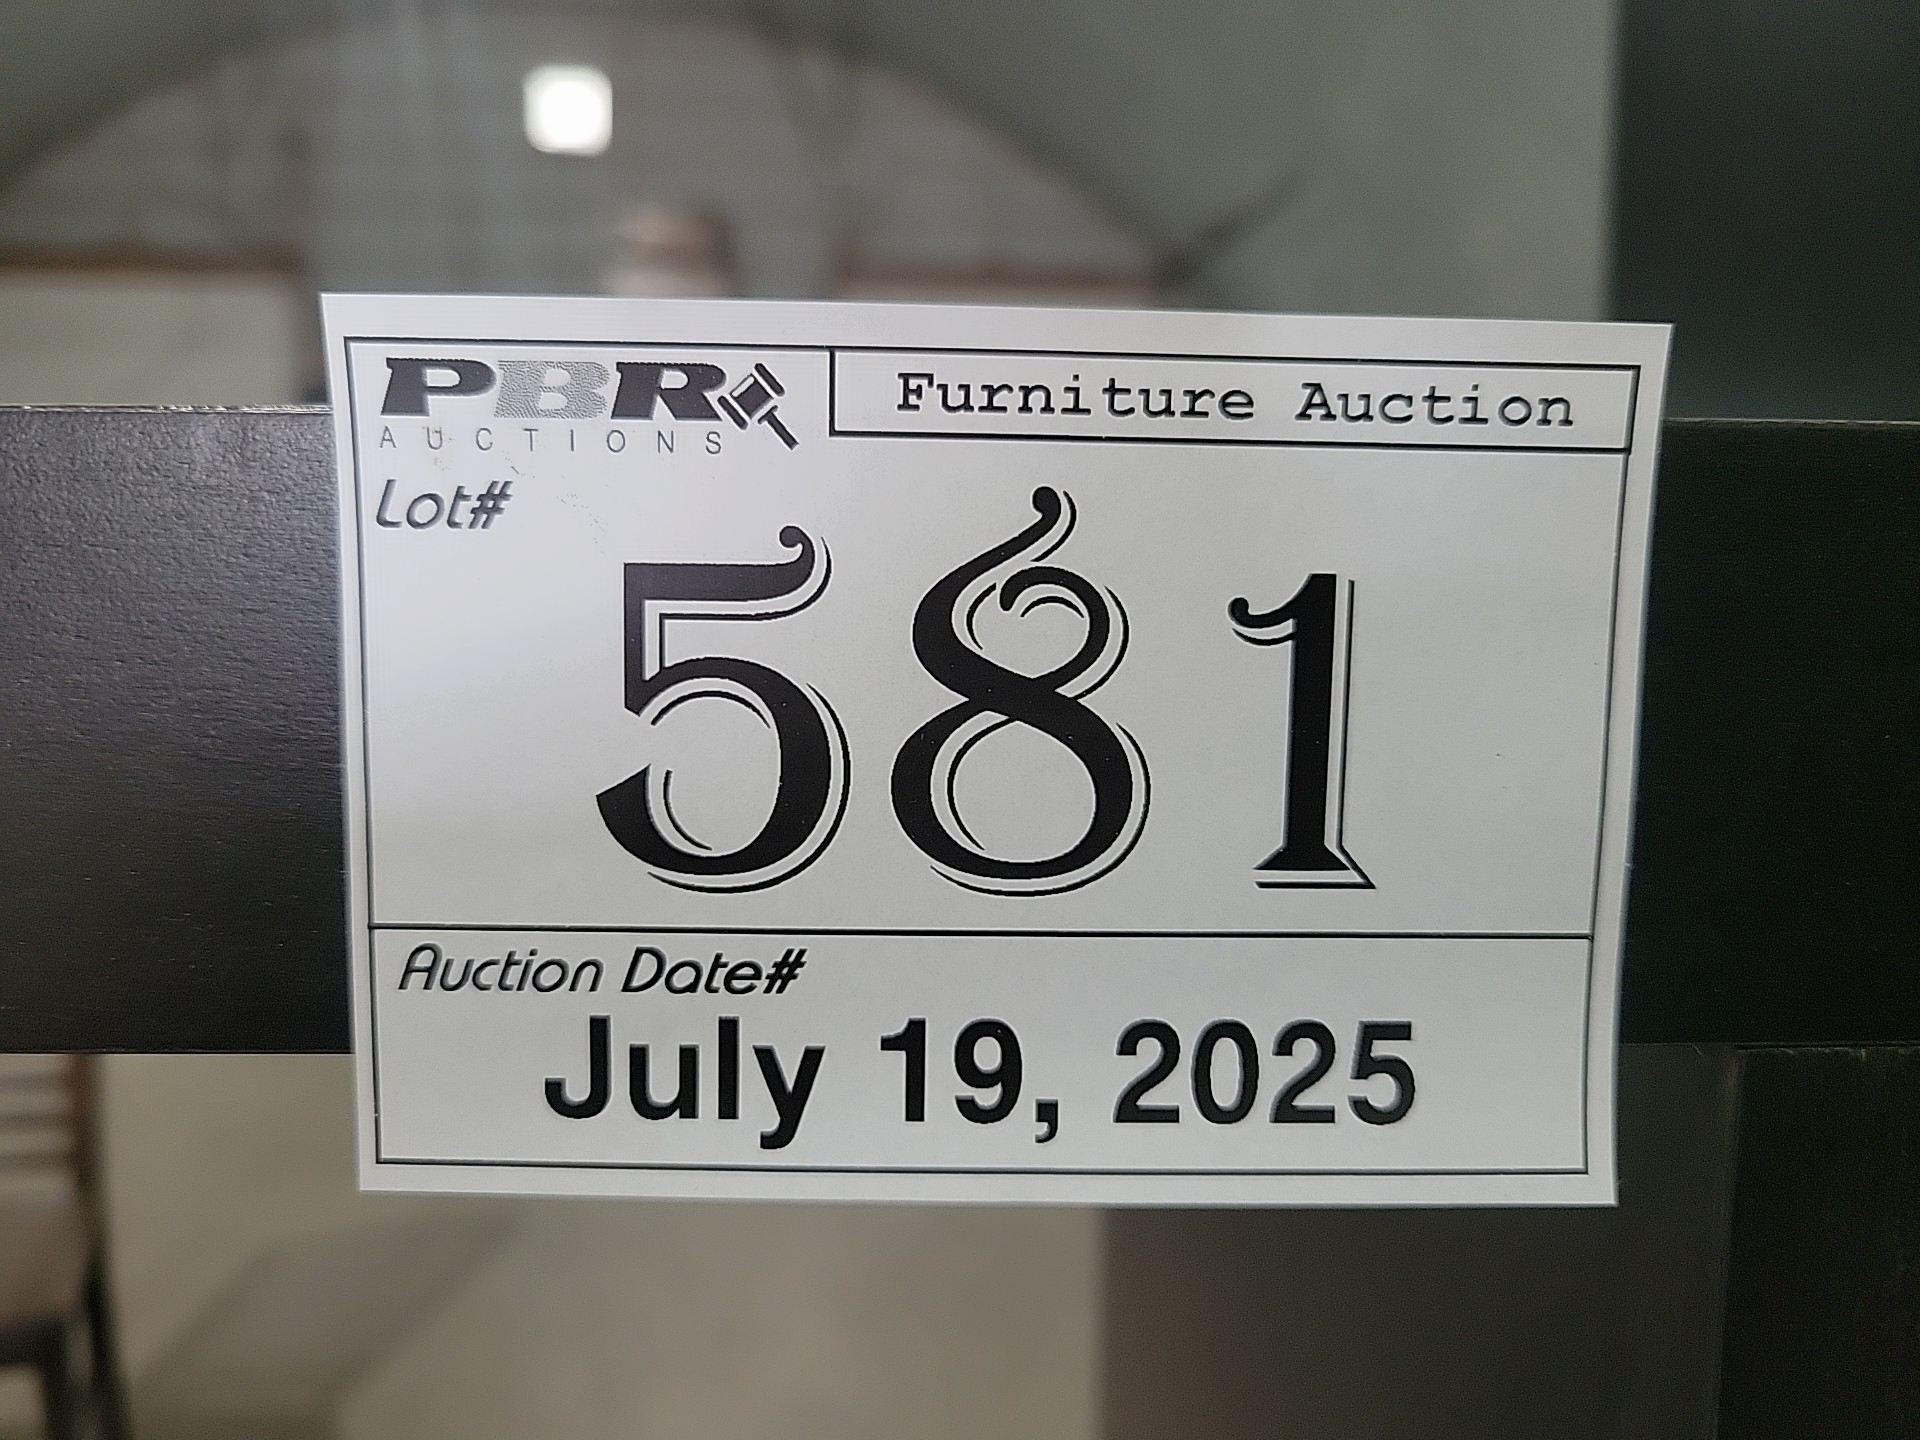 PBR
AUCTIONS
Furniture Auction
Lot#
581
Auction Date#
July 19, 2025